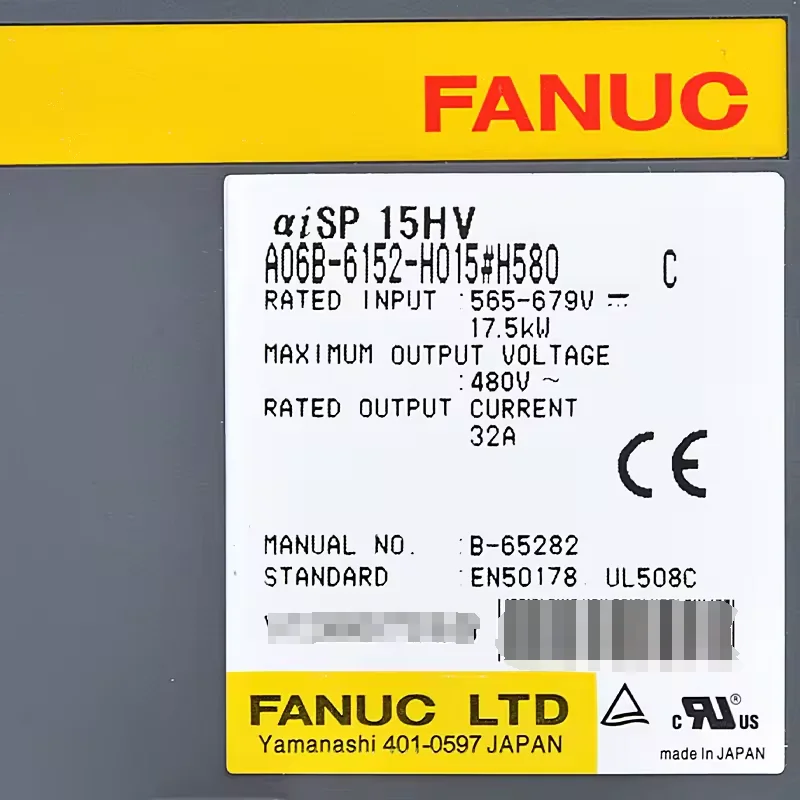 FANUC
αiSP 15HV
A06B-6152-H015#H580 C
RATED INPUT :565-679V ⎓
17.5kW
MAXIMUM OUTPUT VOLTAGE
:480V ~
RATED OUTPUT CURRENT
32A
CE
MANUAL NO. :B-65282
STANDARD :EN50178 UL508C
FANUC LTD
Yamanashi 401-0597 JAPAN
c RU ® US
made In JAPAN